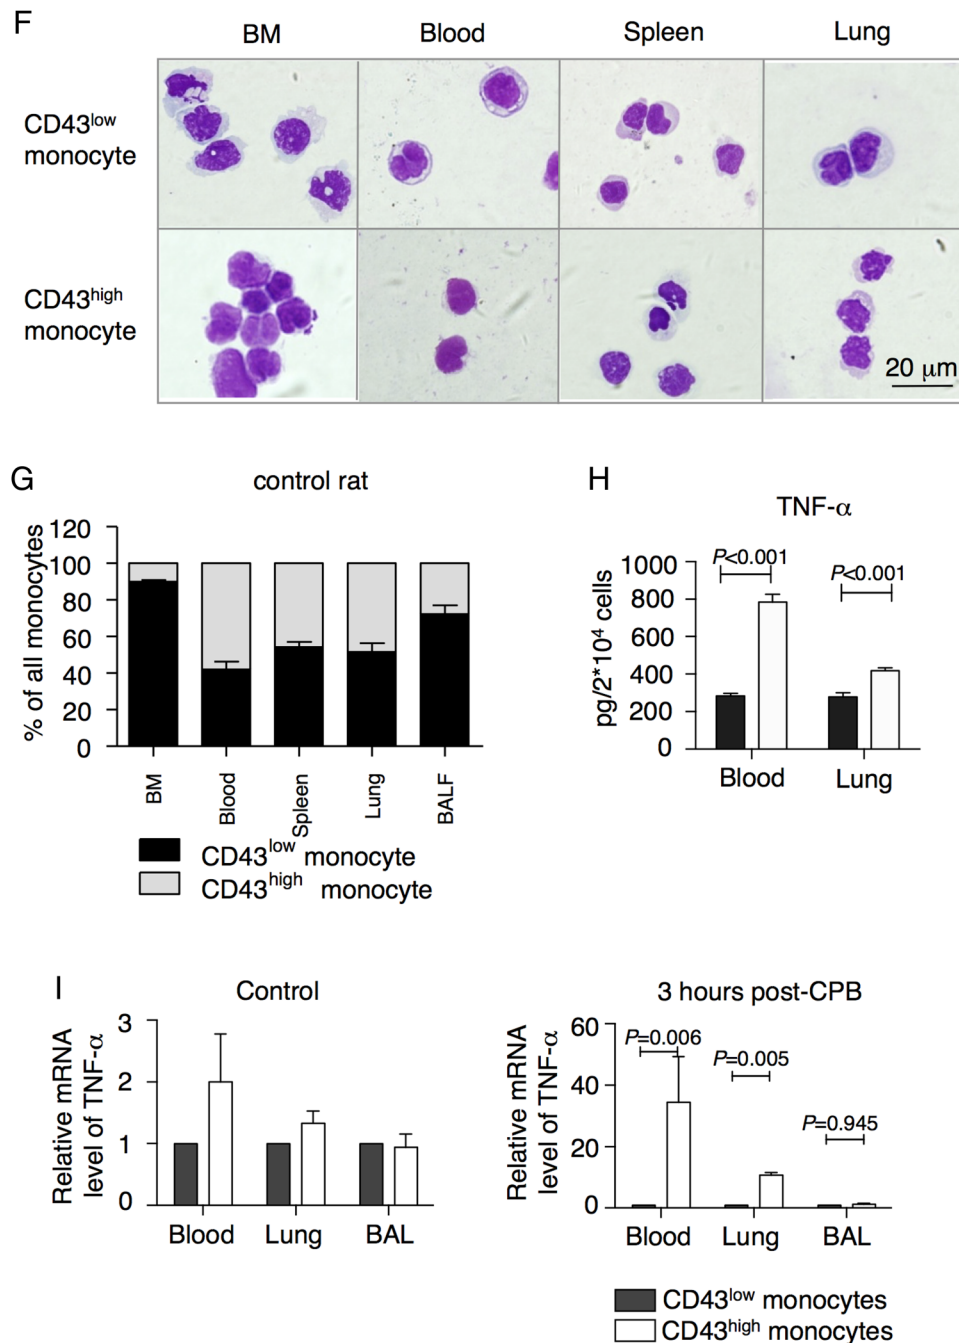 F
BM Blood Spleen Lung
CD43low
monocyte
CD43high
monocyte
20 μm
G
control rat
% of all monocytes
120
100
80
60
40
20
0
BM
Blood
Spleen
Lung
BALF
CD43low monocyte
CD43high monocyte
H
TNF-α
pg/2*10⁴ cells
1000
800
600
400
200
0
P<0.001
P<0.001
Blood Lung
I
Control
Relative mRNA
level of TNF-α
3
2
1
0
Blood Lung BAL
3 hours post-CPB
Relative mRNA
level of TNF-α
60
40
20
0
P=0.006
P=0.005
P=0.945
Blood Lung BAL
CD43low monocytes
CD43high monocytes